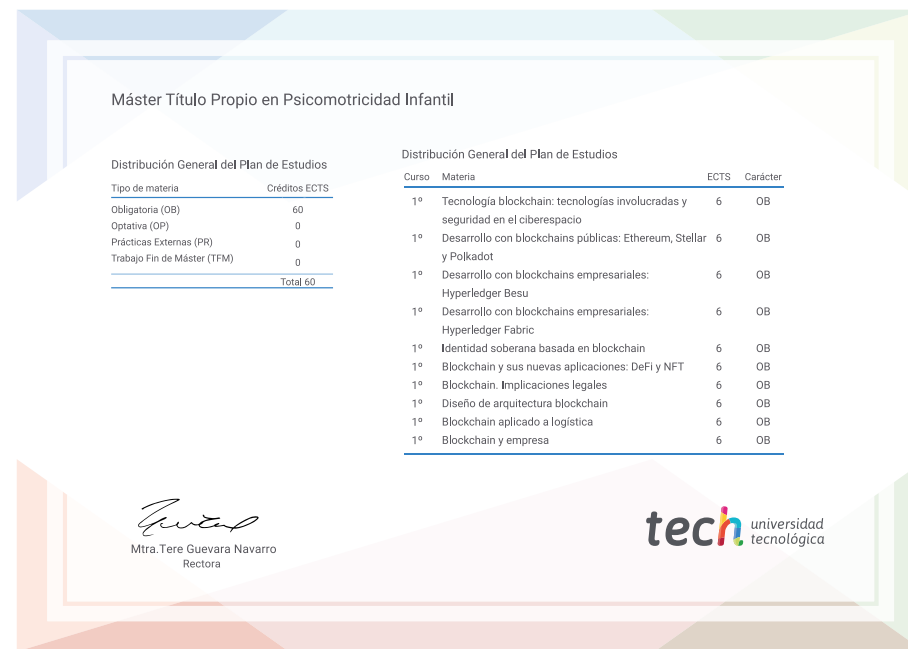 Máster Título Propio en Psicomotricidad Infantil
Distribución General del Plan de Estudios
Tipo de materia Créditos ECTS
Obligatoria (OB) 60
Optativa (OP) 0
Prácticas Externas (PR) 0
Trabajo Fin de Máster (TFM) 0
Total 60
Distribución General del Plan de Estudios
Curso Materia ECTS Carácter
1º Tecnología blockchain: tecnologías involucradas y 6 OB
seguridad en el ciberespacio
1º Desarrollo con blockchains públicas: Ethereum, Stellar 6 OB
y Polkadot
1º Desarrollo con blockchains empresariales: 6 OB
Hyperledger Besu
1º Desarrollo con blockchains empresariales: 6 OB
Hyperledger Fabric
1º Identidad soberana basada en blockchain 6 OB
1º Blockchain y sus nuevas aplicaciones: DeFi y NFT 6 OB
1º Blockchain. Implicaciones legales 6 OB
1º Diseño de arquitectura blockchain 6 OB
1º Blockchain aplicado a logística 6 OB
1º Blockchain y empresa 6 OB
Mtra.Tere Guevara Navarro
Rectora
tech universidad
tecnológica